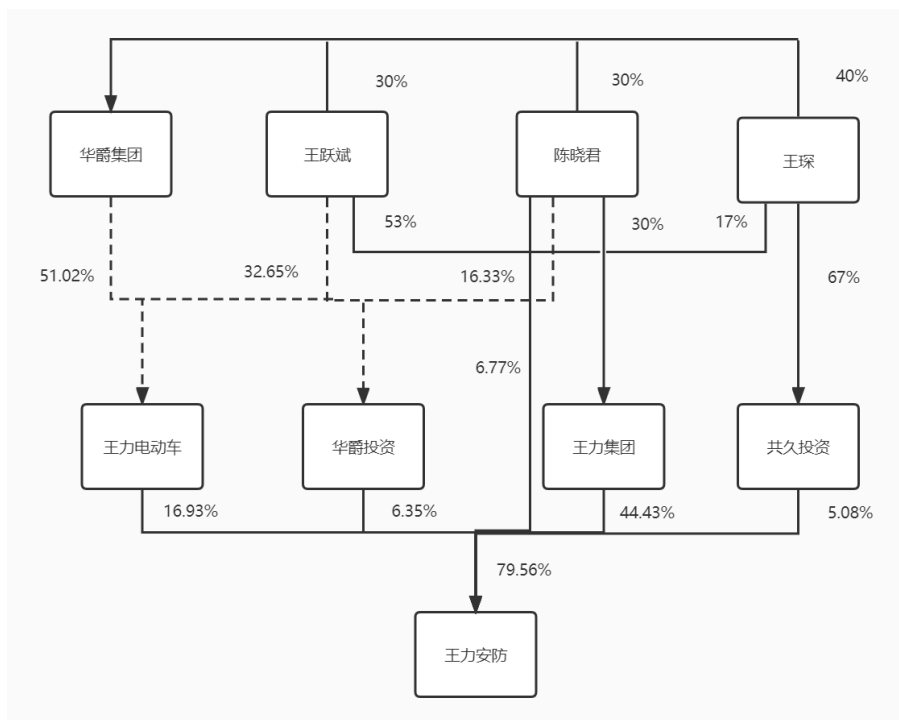 30%
30%
40%
华爵集团
王跃斌
陈晓君
王琛
53%
30%
17%
51.02%
32.65%
16.33%
67%
6.77%
王力电动车
华爵投资
王力集团
共久投资
16.93%
6.35%
44.43%
5.08%
79.56%
王力安防